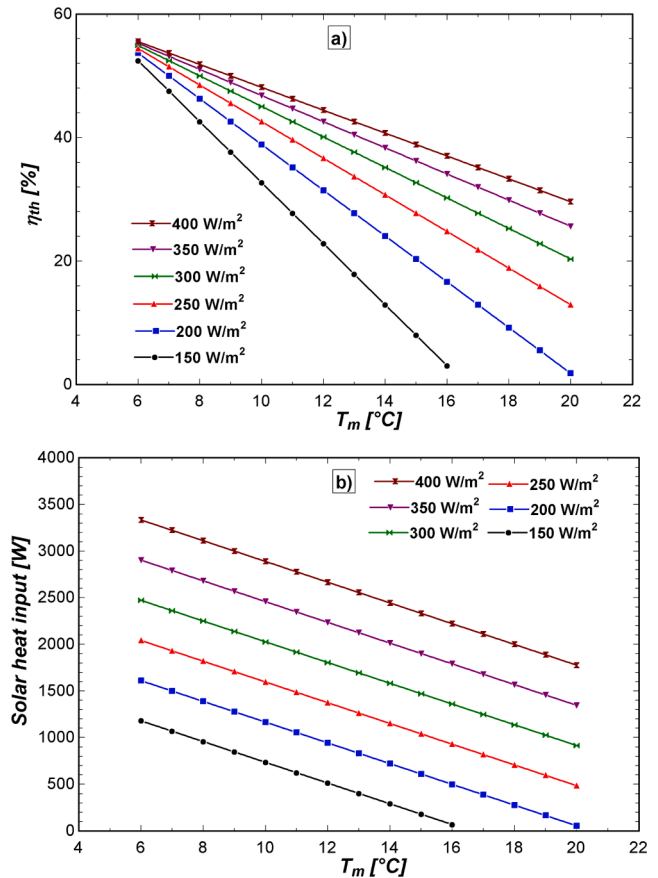 a)
60
40
20
0
η_th [%]
400 W/m²
350 W/m²
300 W/m²
250 W/m²
200 W/m²
150 W/m²
4 6 8 10 12 14 16 18 20 22
T_m [°C]
b)
4000
3500
3000
2500
2000
1500
1000
500
0
Solar heat input [W]
400 W/m² 250 W/m²
350 W/m² 200 W/m²
300 W/m² 150 W/m²
4 6 8 10 12 14 16 18 20 22
T_m [°C]